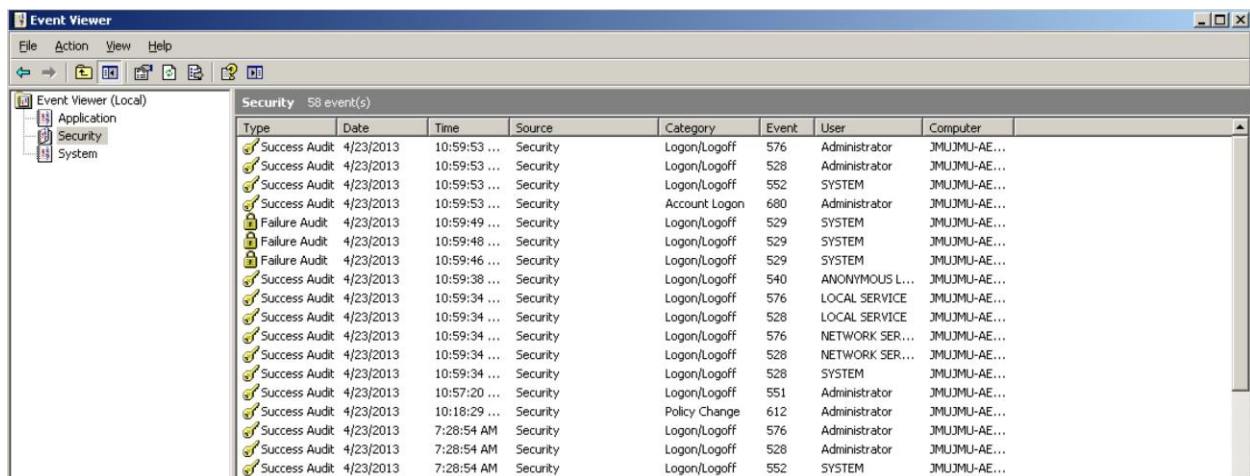 Event Viewer
File Action View Help
Event Viewer (Local)
Application
Security
System
Security 58 event(s)
Type Date Time Source Category Event User Computer
Success Audit 4/23/2013 10:59:53 ... Security Logon/Logoff 576 Administrator JMUJMU-AE...
Success Audit 4/23/2013 10:59:53 ... Security Logon/Logoff 528 Administrator JMUJMU-AE...
Success Audit 4/23/2013 10:59:53 ... Security Logon/Logoff 552 SYSTEM JMUJMU-AE...
Success Audit 4/23/2013 10:59:53 ... Security Account Logon 680 Administrator JMUJMU-AE...
Failure Audit 4/23/2013 10:59:49 ... Security Logon/Logoff 529 SYSTEM JMUJMU-AE...
Failure Audit 4/23/2013 10:59:48 ... Security Logon/Logoff 529 SYSTEM JMUJMU-AE...
Failure Audit 4/23/2013 10:59:46 ... Security Logon/Logoff 529 SYSTEM JMUJMU-AE...
Success Audit 4/23/2013 10:59:38 ... Security Logon/Logoff 540 ANONYMOUS L... JMUJMU-AE...
Success Audit 4/23/2013 10:59:34 ... Security Logon/Logoff 576 LOCAL SERVICE JMUJMU-AE...
Success Audit 4/23/2013 10:59:34 ... Security Logon/Logoff 528 LOCAL SERVICE JMUJMU-AE...
Success Audit 4/23/2013 10:59:34 ... Security Logon/Logoff 576 NETWORK SER... JMUJMU-AE...
Success Audit 4/23/2013 10:59:34 ... Security Logon/Logoff 528 NETWORK SER... JMUJMU-AE...
Success Audit 4/23/2013 10:59:34 ... Security Logon/Logoff 528 SYSTEM JMUJMU-AE...
Success Audit 4/23/2013 10:57:20 ... Security Logon/Logoff 551 Administrator JMUJMU-AE...
Success Audit 4/23/2013 10:18:29 ... Security Policy Change 612 Administrator JMUJMU-AE...
Success Audit 4/23/2013 7:28:54 AM Security Logon/Logoff 576 Administrator JMUJMU-AE...
Success Audit 4/23/2013 7:28:54 AM Security Logon/Logoff 528 Administrator JMUJMU-AE...
Success Audit 4/23/2013 7:28:54 AM Security Logon/Logoff 552 SYSTEM JMUJMU-AE...